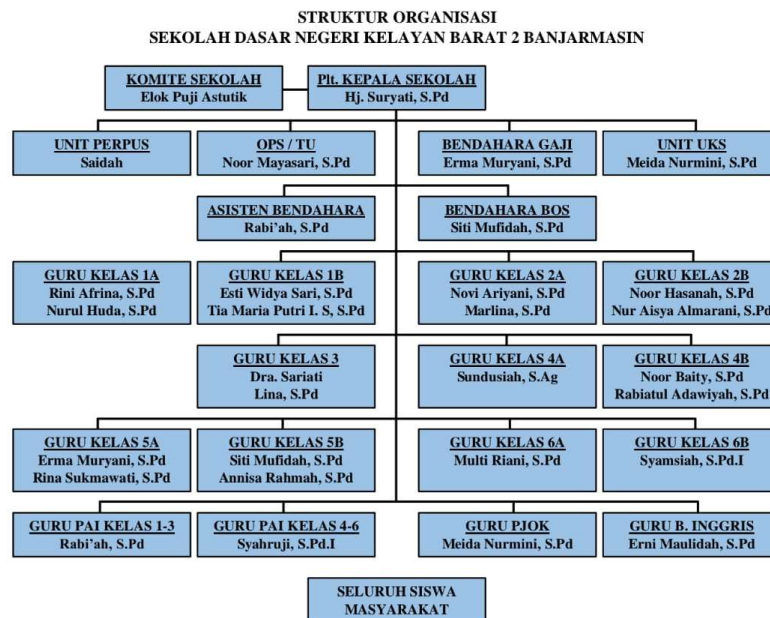 STRUKTUR ORGANISASI
SEKOLAH DASAR NEGERI KELAYAN BARAT 2 BANJARMASIN
KOMITE SEKOLAH
Elok Puji Astutik
Plt. KEPALA SEKOLAH
Hj. Suryati, S.Pd
UNIT PERPUS
Saidah
OPS / TU
Noor Mayasari, S.Pd
BENDAHARA GAJI
Erma Muryani, S.Pd
UNIT UKS
Meida Nurmini, S.Pd
ASISTEN BENDAHARA
Rabi'ah, S.Pd
BENDAHARA BOS
Siti Mufidah, S.Pd
GURU KELAS 1A
Rini Afrina, S.Pd
Nurul Huda, S.Pd
GURU KELAS 1B
Esti Widya Sari, S.Pd
Tia Maria Putri I. S, S.Pd
GURU KELAS 2A
Novi Ariyani, S.Pd
Marlina, S.Pd
GURU KELAS 2B
Noor Hasanah, S.Pd
Nur Aisya Almarani, S.Pd
GURU KELAS 3
Dra. Sariati
Lina, S.Pd
GURU KELAS 4A
Sundusiah, S.Ag
GURU KELAS 4B
Noor Baity, S.Pd
Rabiatul Adawiyah, S.Pd
GURU KELAS 5A
Erma Muryani, S.Pd
Rina Sukmawati, S.Pd
GURU KELAS 5B
Siti Mufidah, S.Pd
Annisa Rahmah, S.Pd
GURU KELAS 6A
Multi Riani, S.Pd
GURU KELAS 6B
Syamsiah, S.Pd.I
GURU PAI KELAS 1-3
Rabi'ah, S.Pd
GURU PAI KELAS 4-6
Syahruji, S.Pd.I
GURU PJOK
Meida Nurmini, S.Pd
GURU B. INGGRIS
Erni Maulidah, S.Pd
SELURUH SISWA
MASYARAKAT